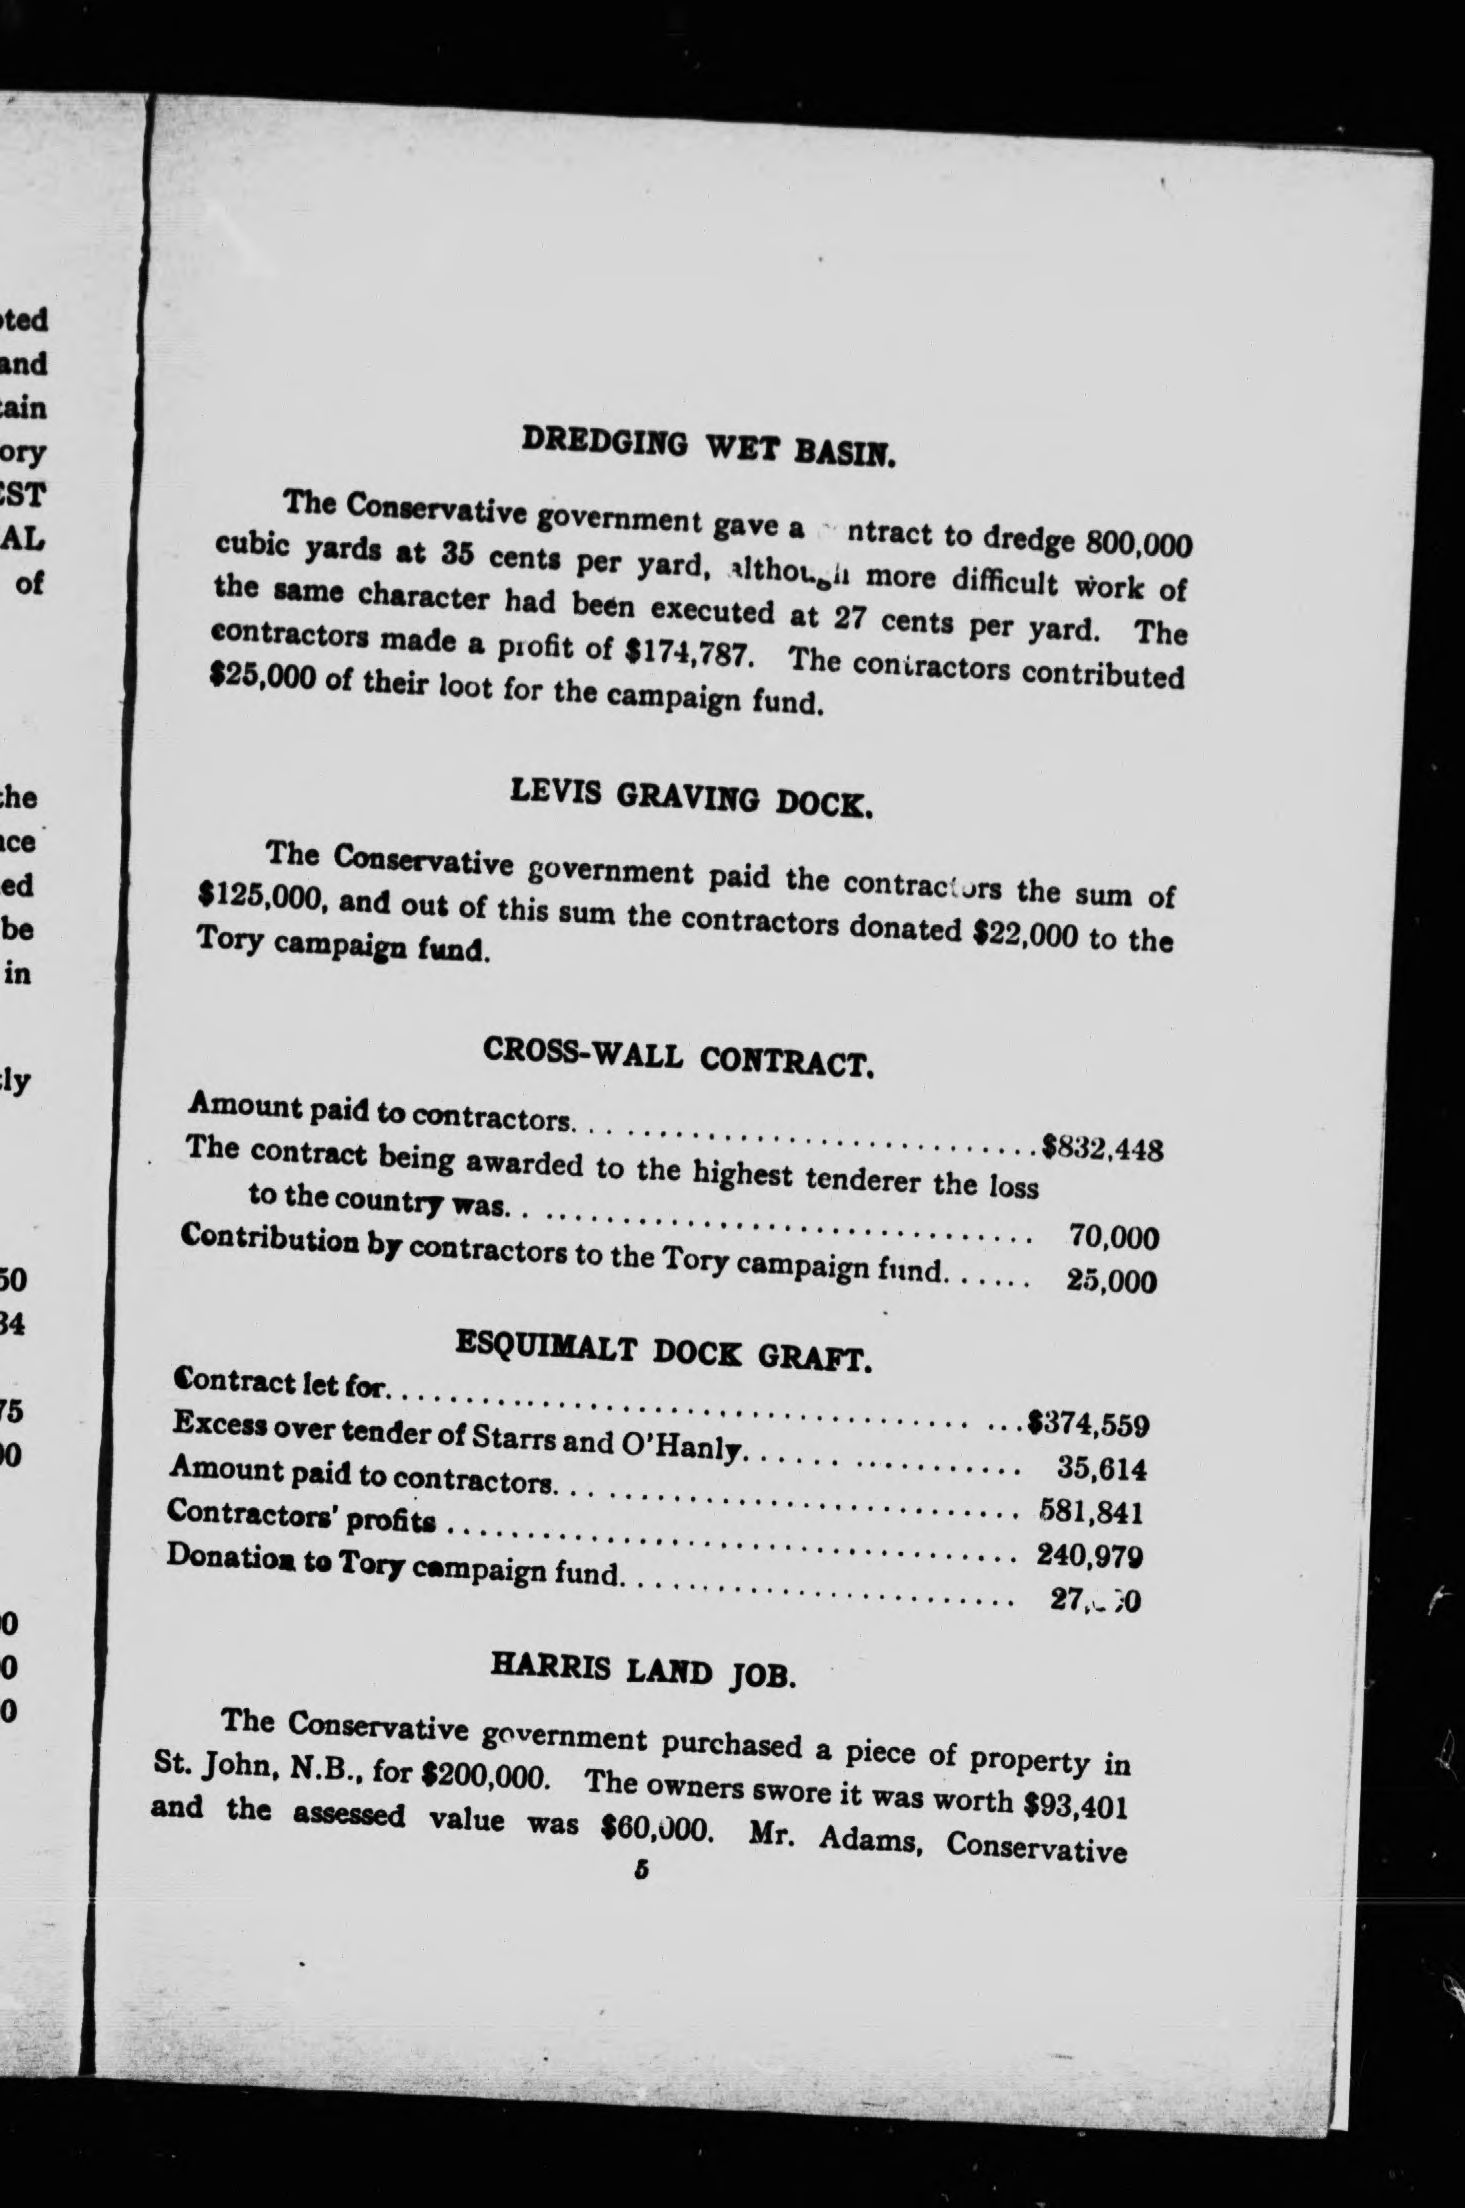 DREDGING WET BASIN.
The Conservative government gave a to dredge 800,000
cubic yards at 35 cents per yard, although more difficult work of
the same character had been executed at 27 cents per yard. The
contractors made a profit of $174,787. The contractors contributed
$25,000 of their loot for the campaign fund.
LEVIS GRAVING DOCK.
The Conservative government paid the contractors the sum of
$125,000, and out of this sum the contractors donated $22,000 to the
Tory campaign fund.
CROSS-WALL CONTRACT.
Amount paid to contractors. . . . . . . . . . . . . . . . . . . . . . . . . . . . . . $832,448
The contract being awarded to the highest tenderer the loss
to the country was. . . . . . . . . . . . . . . . . . . . . . . . . . . . . . . . . 70,000
Contribution by contractors to the Tory campaign fund. . . . . . 25,000
ESQUIMALT DOCK GRAFT.
Contract let for. . . . . . . . . . . . . . . . . . . . . . . . . . . . . . . . . . . . . . . . $374,559
Excess over tender of Starrs and O'Hanly. . . . . . . . . . . . . . . . . 35,614
Amount paid to contractors. . . . . . . . . . . . . . . . . . . . . . . . . . . . . 581,841
Contractors' profits . . . . . . . . . . . . . . . . . . . . . . . . . . . . . . . . . . . . 240,979
Donation to Tory campaign fund. . . . . . . . . . . . . . . . . . . . . . . . .
HARRIS LAND JOB.
The Conservative government purchased a piece of property in
St. John, N.B., for $200,000. The owners swore it was worth $93,401
and the assessed value was $60,000. Mr. Adams, Conservative
5